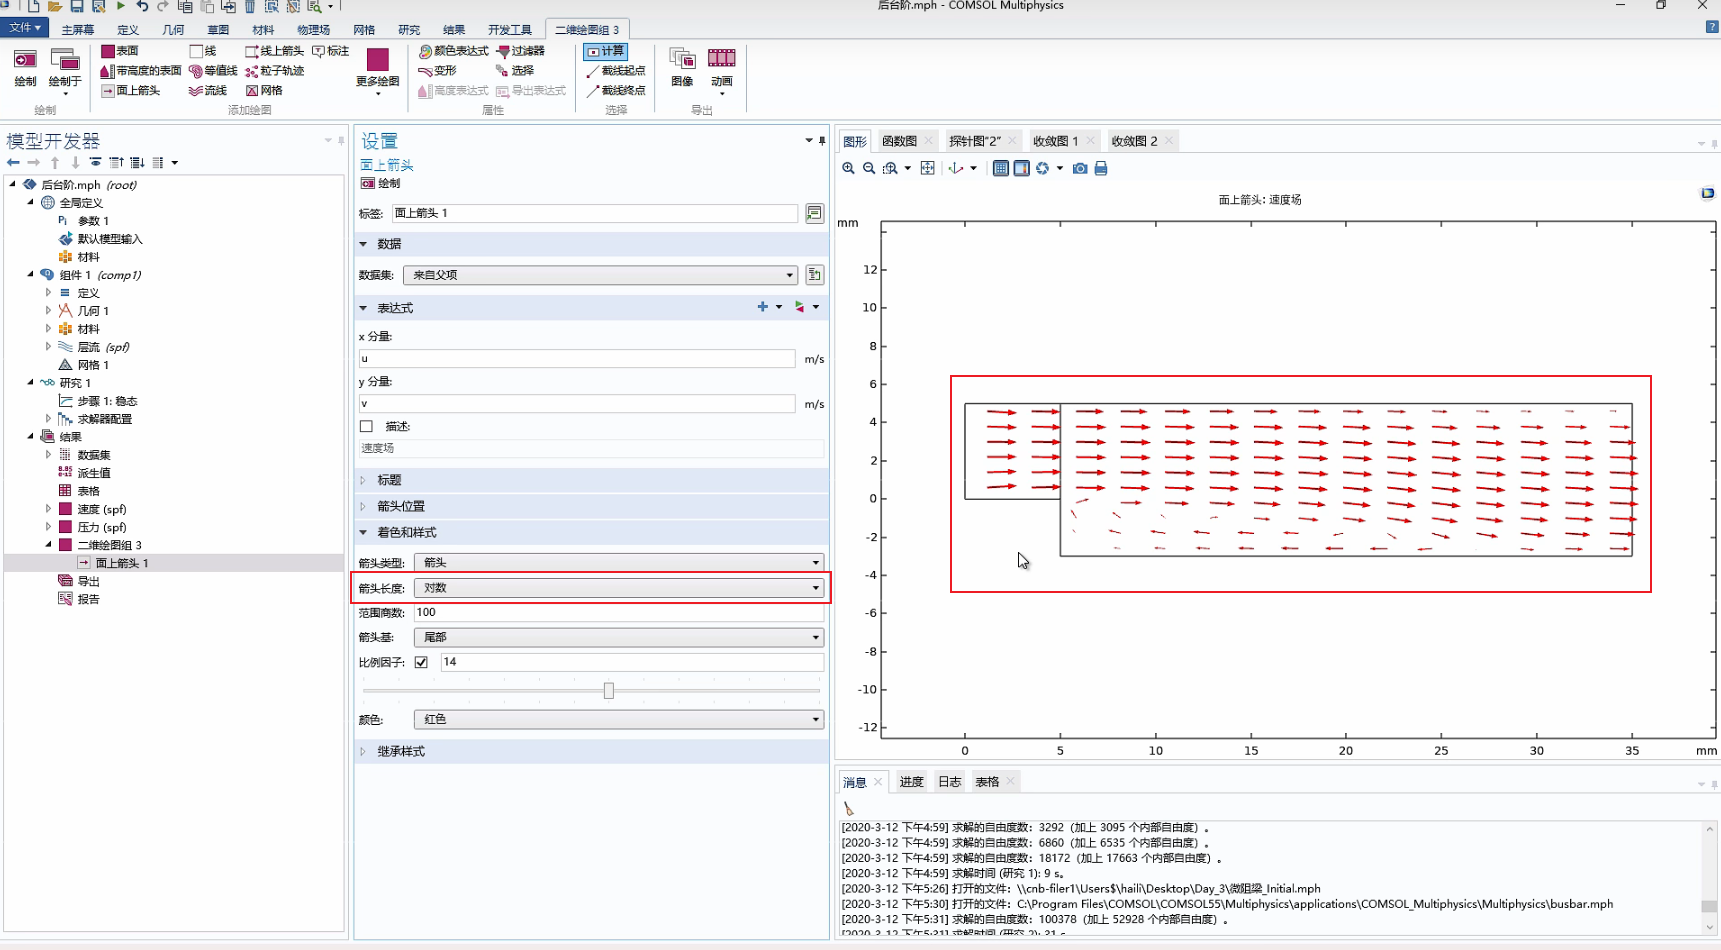 后台阶.mph - COMSOL Multiphysics
文件 主屏幕 定义 几何 草图 材料 物理场 网格 研究 结果 开发工具 二维绘图组 3
绘制 绘制于 表面 线 线上箭头 标注 更多绘图 颜色表达式 过滤器 计算 图像 动画
带高度的表面 等值线 粒子轨迹 变形 选择 截线起点
面上箭头 流线 网格 高度表达式 导出表达式 截线终点
绘制 添加绘图 属性 选择 导出
模型开发器
后台阶.mph (root)
全局定义
Pi 参数 1
默认模型输入
材料
组件 1 (comp1)
定义
几何 1
材料
层流 (spf)
网格 1
研究 1
步骤 1: 稳态
求解器配置
结果
数据集
8.85 e-12 派生值
表格
速度 (spf)
压力 (spf)
二维绘图组 3
面上箭头 1
导出
报告
设置
面上箭头
绘制
标签: 面上箭头 1
数据
数据集: 来自父项
表达式
x 分量:
u m/s
y 分量:
v m/s
描述:
速度场
标题
箭头位置
着色和样式
箭头类型: 箭头
箭头长度: 对数
范围商数: 100
箭头基: 尾部
比例因子: 14
颜色: 红色
继承样式
图形 函数图 探针图“2” 收敛图 1 收敛图 2
面上箭头: 速度场
mm
12
10
8
6
4
2
0
-2
-4
-6
-8
-10
-12
0 5 10 15 20 25 30 35 mm
消息 进度 日志 表格
[2020-3-12 下午4:59] 求解的自由度数: 3292 (加上 3095 个内部自由度) 。
[2020-3-12 下午4:59] 求解的自由度数: 6860 (加上 6535 个内部自由度) 。
[2020-3-12 下午4:59] 求解的自由度数: 18172 (加上 17663 个内部自由度) 。
[2020-3-12 下午4:59] 求解时间 (研究 1): 9 s。
[2020-3-12 下午5:26] 打开的文件: \\cnb-filer1\Users$\haili\Desktop\Day_3\微阻梁_Initial.mph
[2020-3-12 下午5:30] 打开的文件: C:\Program Files\COMSOL\COMSOL55\Multiphysics\applications\COMSOL_Multiphysics\Multiphysics\busbar.mph
[2020-3-12 下午5:31] 求解的自由度数: 100378 (加上 52928 个内部自由度) 。
[2020-3-12 下午5:31] 求解时间 (研究 2): 31 s